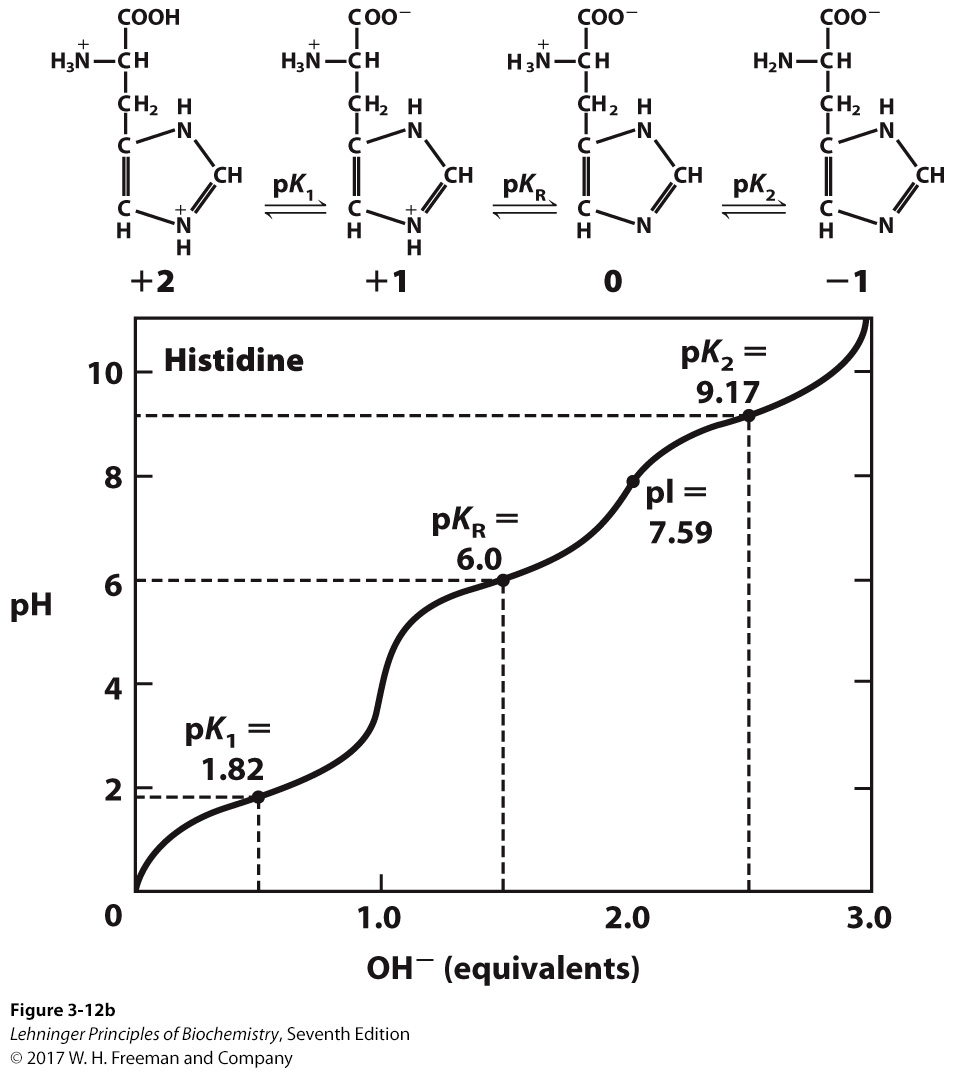 COOH
H₃N⁺—CH
CH₂
H
N
C
CH
C
H
N⁺
H
+2
pK₁
COO⁻
H₃N⁺—CH
CH₂
H
N
C
CH
C
H
N⁺
H
+1
pKR
COO⁻
H₃N⁺—CH
CH₂
H
N
C
CH
C
H
N
0
pK₂
COO⁻
H₂N—CH
CH₂
H
N
C
CH
C
H
N
−1
Histidine
pK₂ =
9.17
pI =
7.59
pKR =
6.0
pK₁ =
1.82
10
8
6
4
2
0
pH
1.0
2.0
3.0
OH⁻ (equivalents)
Figure 3-12b
Lehninger Principles of Biochemistry, Seventh Edition
© 2017 W. H. Freeman and Company